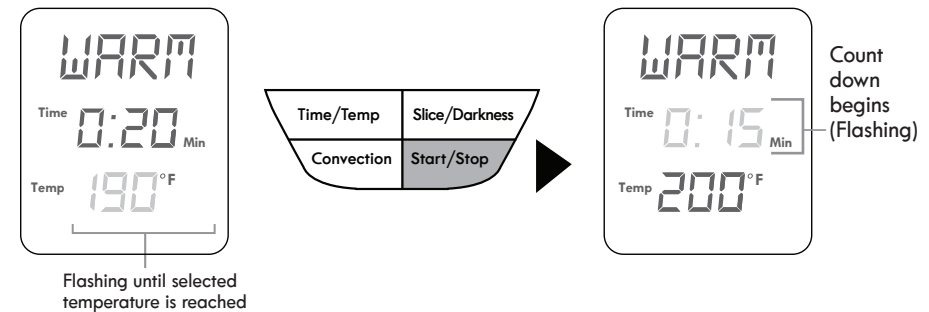 WARM
Time 0:20 Min
Temp 190°F
Flashing until selected
temperature is reached
Time/Temp Slice/Darkness
Convection Start/Stop
WARM
Time 0:15 Min
Temp 200°F
Count
down
begins
(Flashing)